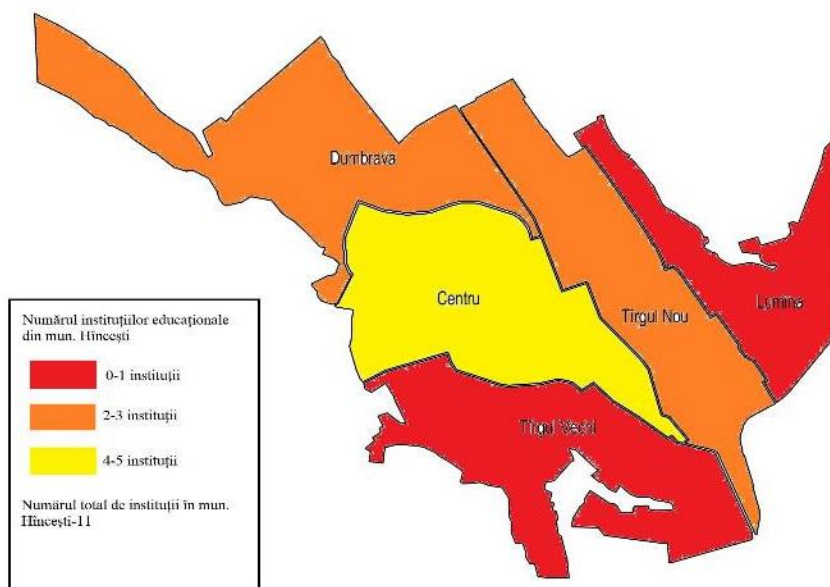 Dumbrava
Centru
Tîrgul Nou
Lumina
Tîrgul Vechi
Numărul instituțiilor educaționale
din mun. Hîncești
0-1 instituții
2-3 instituții
4-5 instituții
Numărul total de instituții în mun.
Hîncești-11